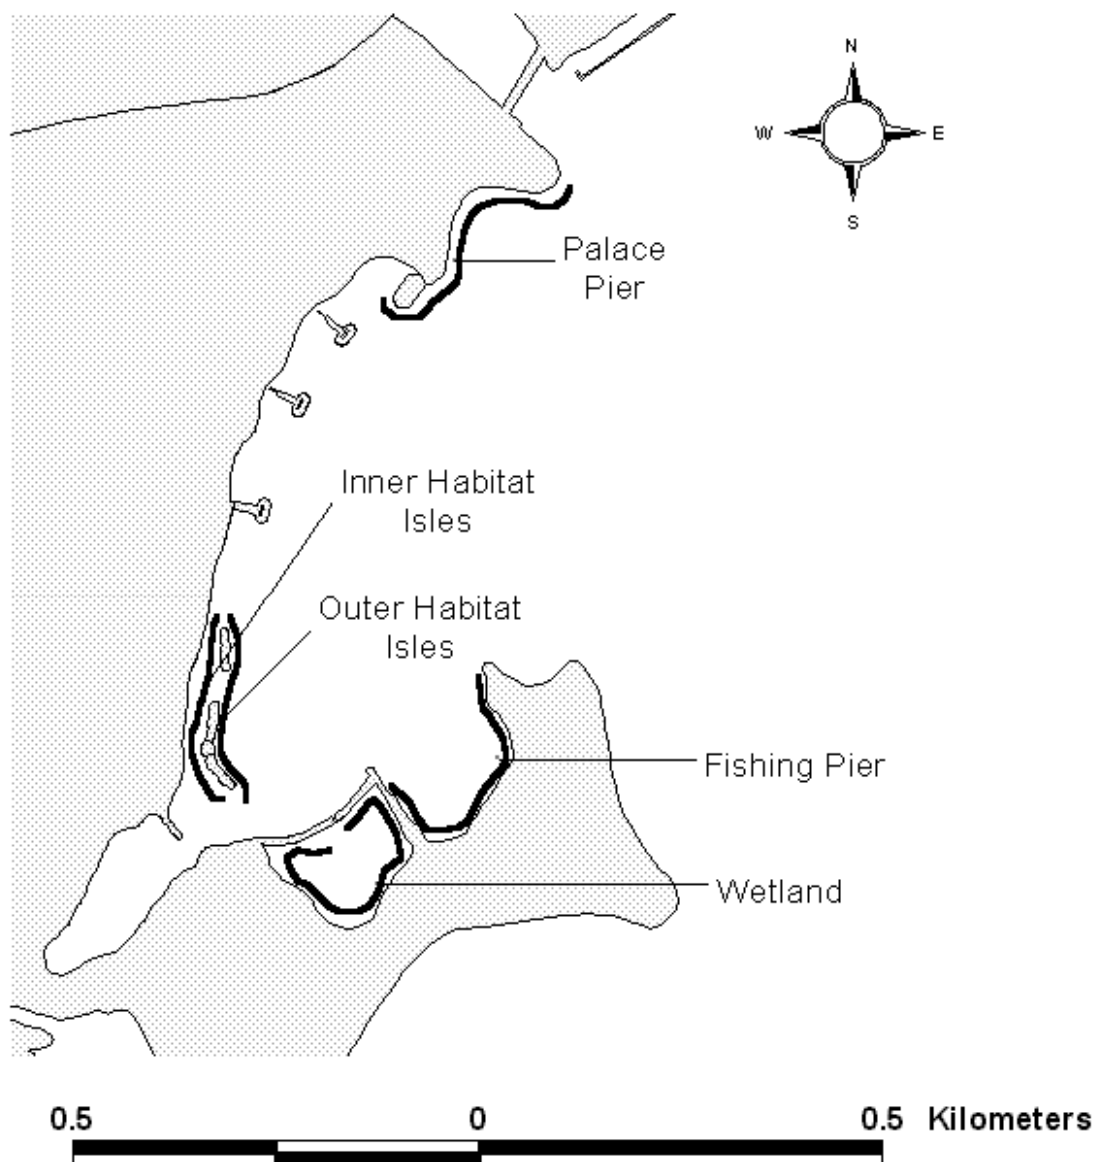 N
W
E
S
Palace
Pier
Inner Habitat
Isles
Outer Habitat
Isles
Fishing Pier
Wetland
0.5 0 0.5 Kilometers